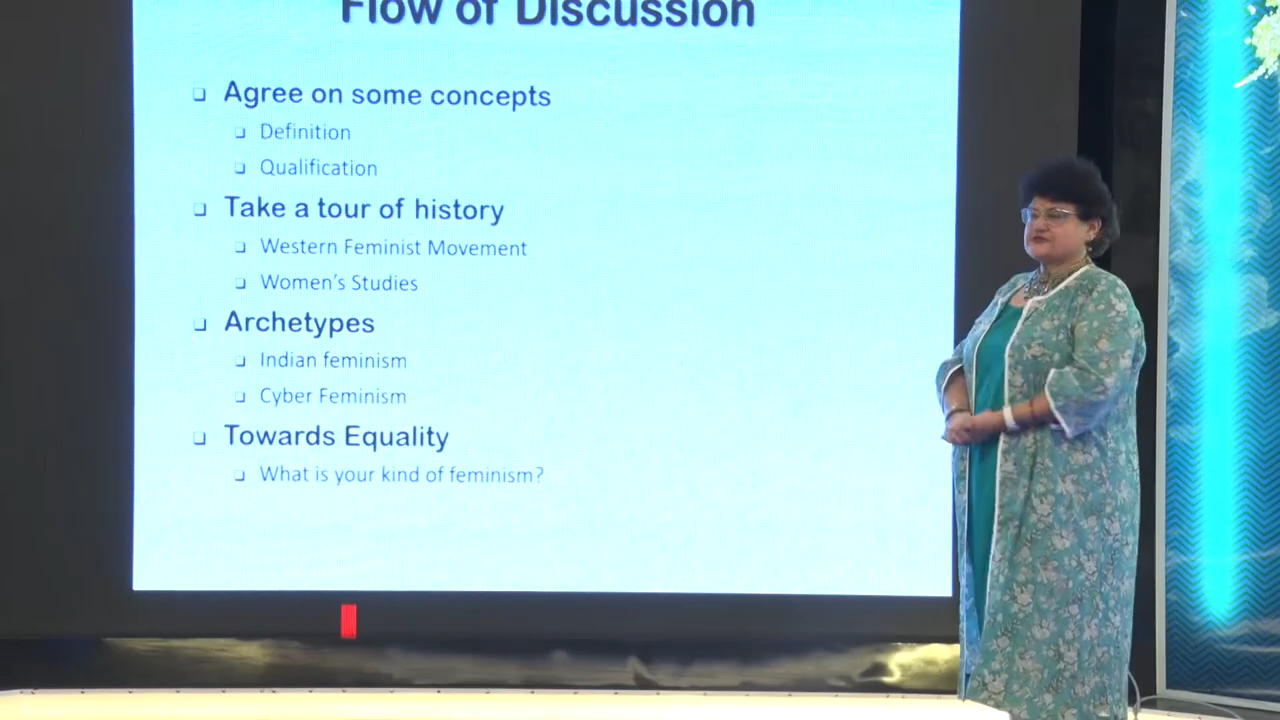 Flow of Discussion
❑ Agree on some concepts
❑ Definition
❑ Qualification
❑ Take a tour of history
❑ Western Feminist Movement
❑ Women's Studies
❑ Archetypes
❑ Indian feminism
❑ Cyber Feminism
❑ Towards Equality
❑ What is your kind of feminism?